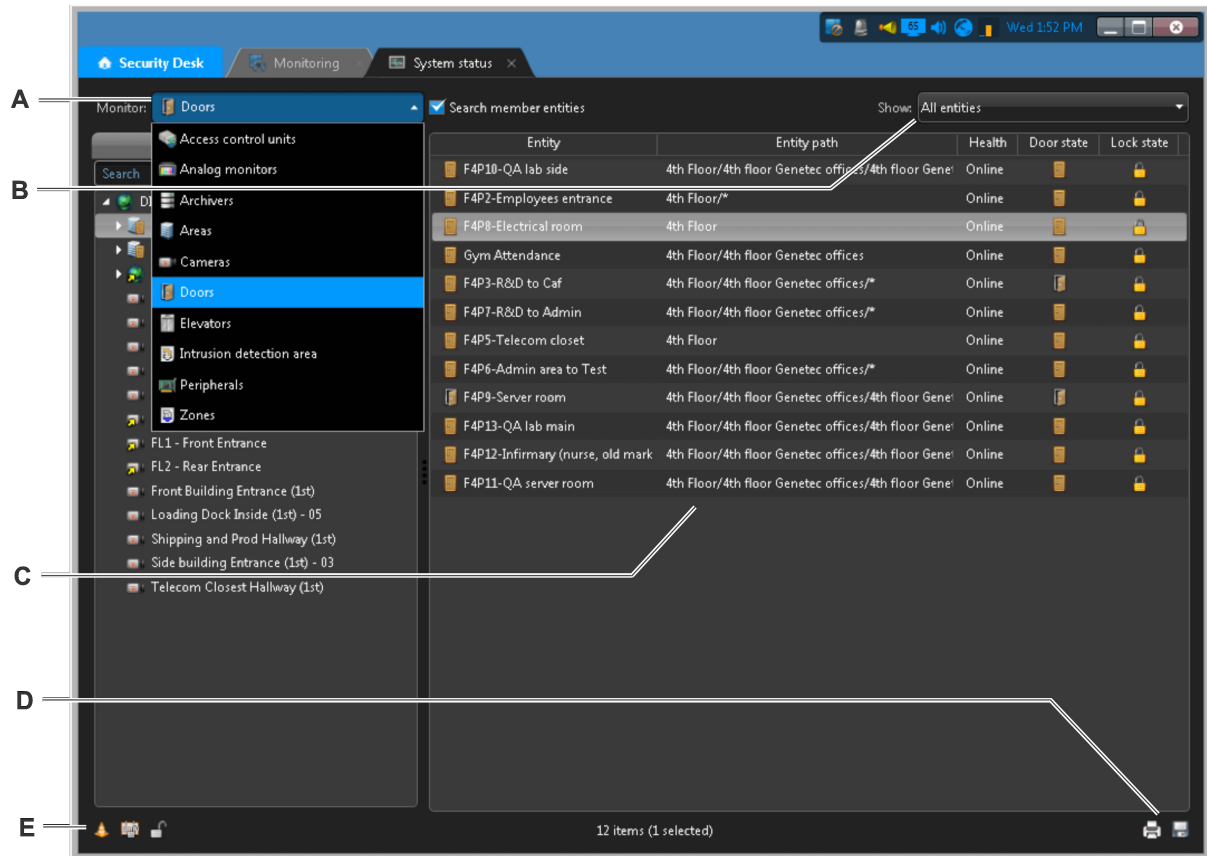 65 Wed 1:52 PM
Security Desk Monitoring System status
A Monitor: Doors Search member entities Show: All entities
Access control units
Analog monitors
Archivers
Areas
Cameras
Doors
Elevators
Intrusion detection area
Peripherals
Zones
Search
FL1 - Front Entrance
FL2 - Rear Entrance
Front Building Entrance (1st)
Loading Dock Inside (1st) - 05
Shipping and Prod Hallway (1st)
Side building Entrance (1st) - 03
Telecom Closest Hallway (1st)
B
Entity Entity path Health Door state Lock state
F4P10-QA lab side 4th Floor/4th floor Genetec offices/4th floor Genet Online
F4P2-Employees entrance 4th Floor/* Online
F4P8-Electrical room 4th Floor Online
Gym Attendance 4th Floor/4th floor Genetec offices Online
F4P3-R&D to Caf 4th Floor/4th floor Genetec offices/* Online
F4P7-R&D to Admin 4th Floor/4th floor Genetec offices/* Online
F4P5-Telecom closet 4th Floor Online
F4P6-Admin area to Test 4th Floor/4th floor Genetec offices/* Online
F4P9-Server room 4th Floor/4th floor Genetec offices/4th floor Genet Online
F4P13-QA lab main 4th Floor/4th floor Genetec offices/4th floor Genet Online
F4P12-Infirmary (nurse, old mark 4th Floor/4th floor Genetec offices/4th floor Genet Online
F4P11-QA server room 4th Floor/4th floor Genetec offices/4th floor Genet Online
C
D
E 12 items (1 selected)